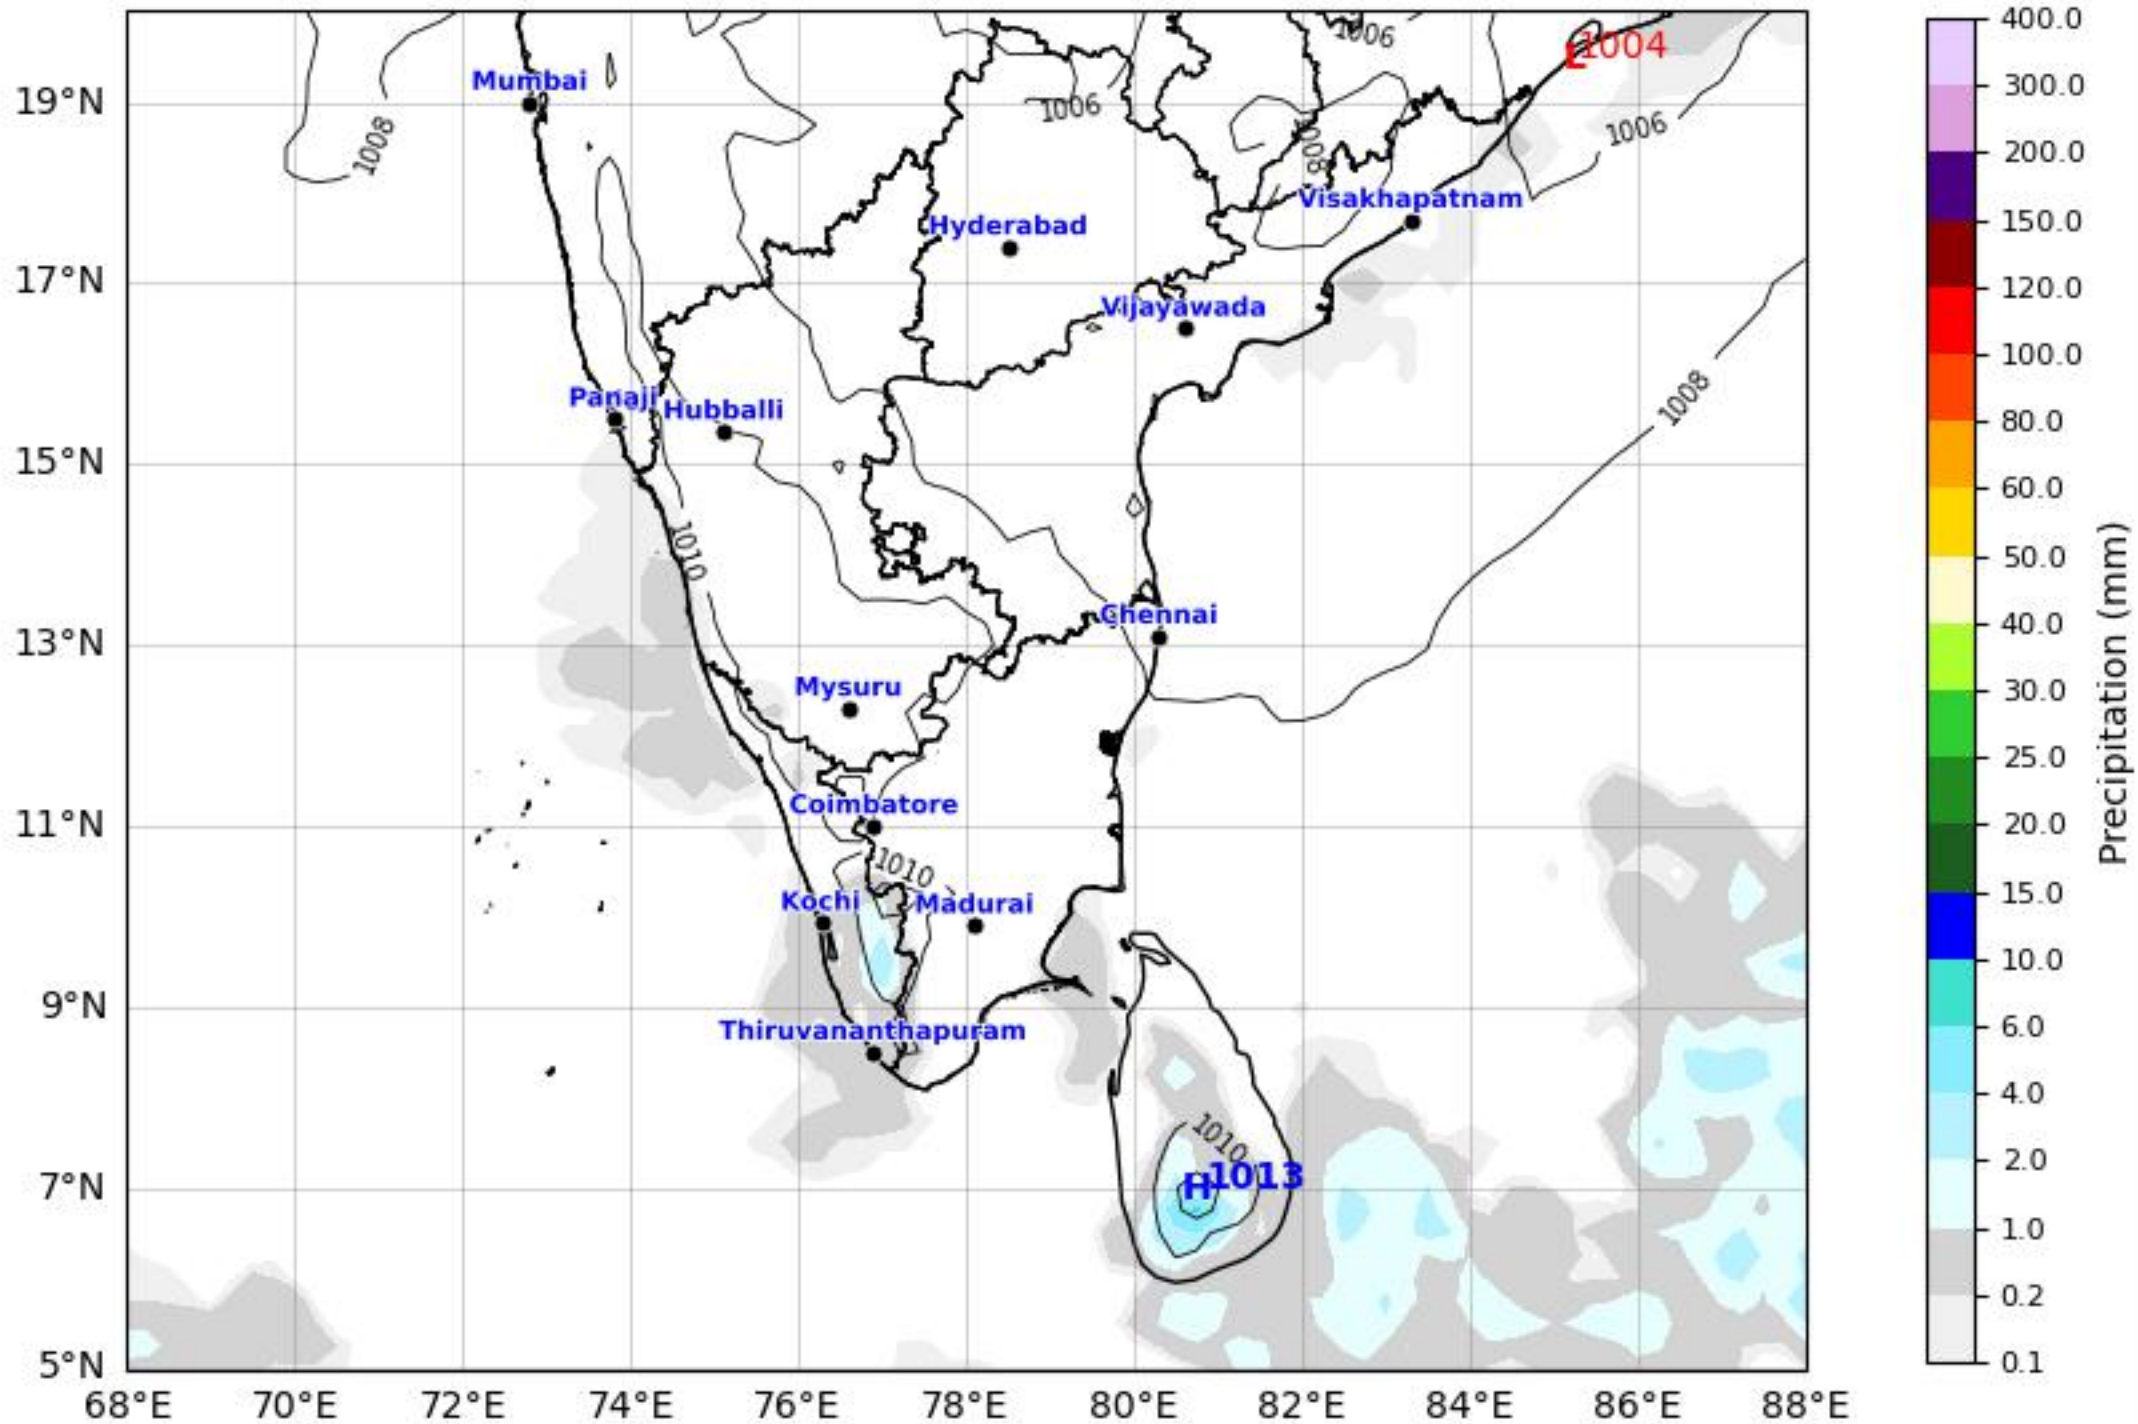 400.0
300.0
200.0
150.0
120.0
100.0
80.0
60.0
50.0
40.0
30.0
25.0
20.0
15.0
10.0
6.0
4.0
2.0
1.0
0.2
0.1
Precipitation (mm)
19°N
17°N
15°N
13°N
11°N
9°N
7°N
5°N
68°E
70°E
72°E
74°E
76°E
78°E
80°E
82°E
84°E
86°E
88°E
1006
L 1004
Mumbai
1006
1008
1008
1006
Visakhapatnam
Hyderabad
Vijayawada
Panaji
Hubballi
1008
1010
Chennai
Mysuru
Coimbatore
1010
Kochi
Madurai
Thiruvananthapuram
1010
H 1013